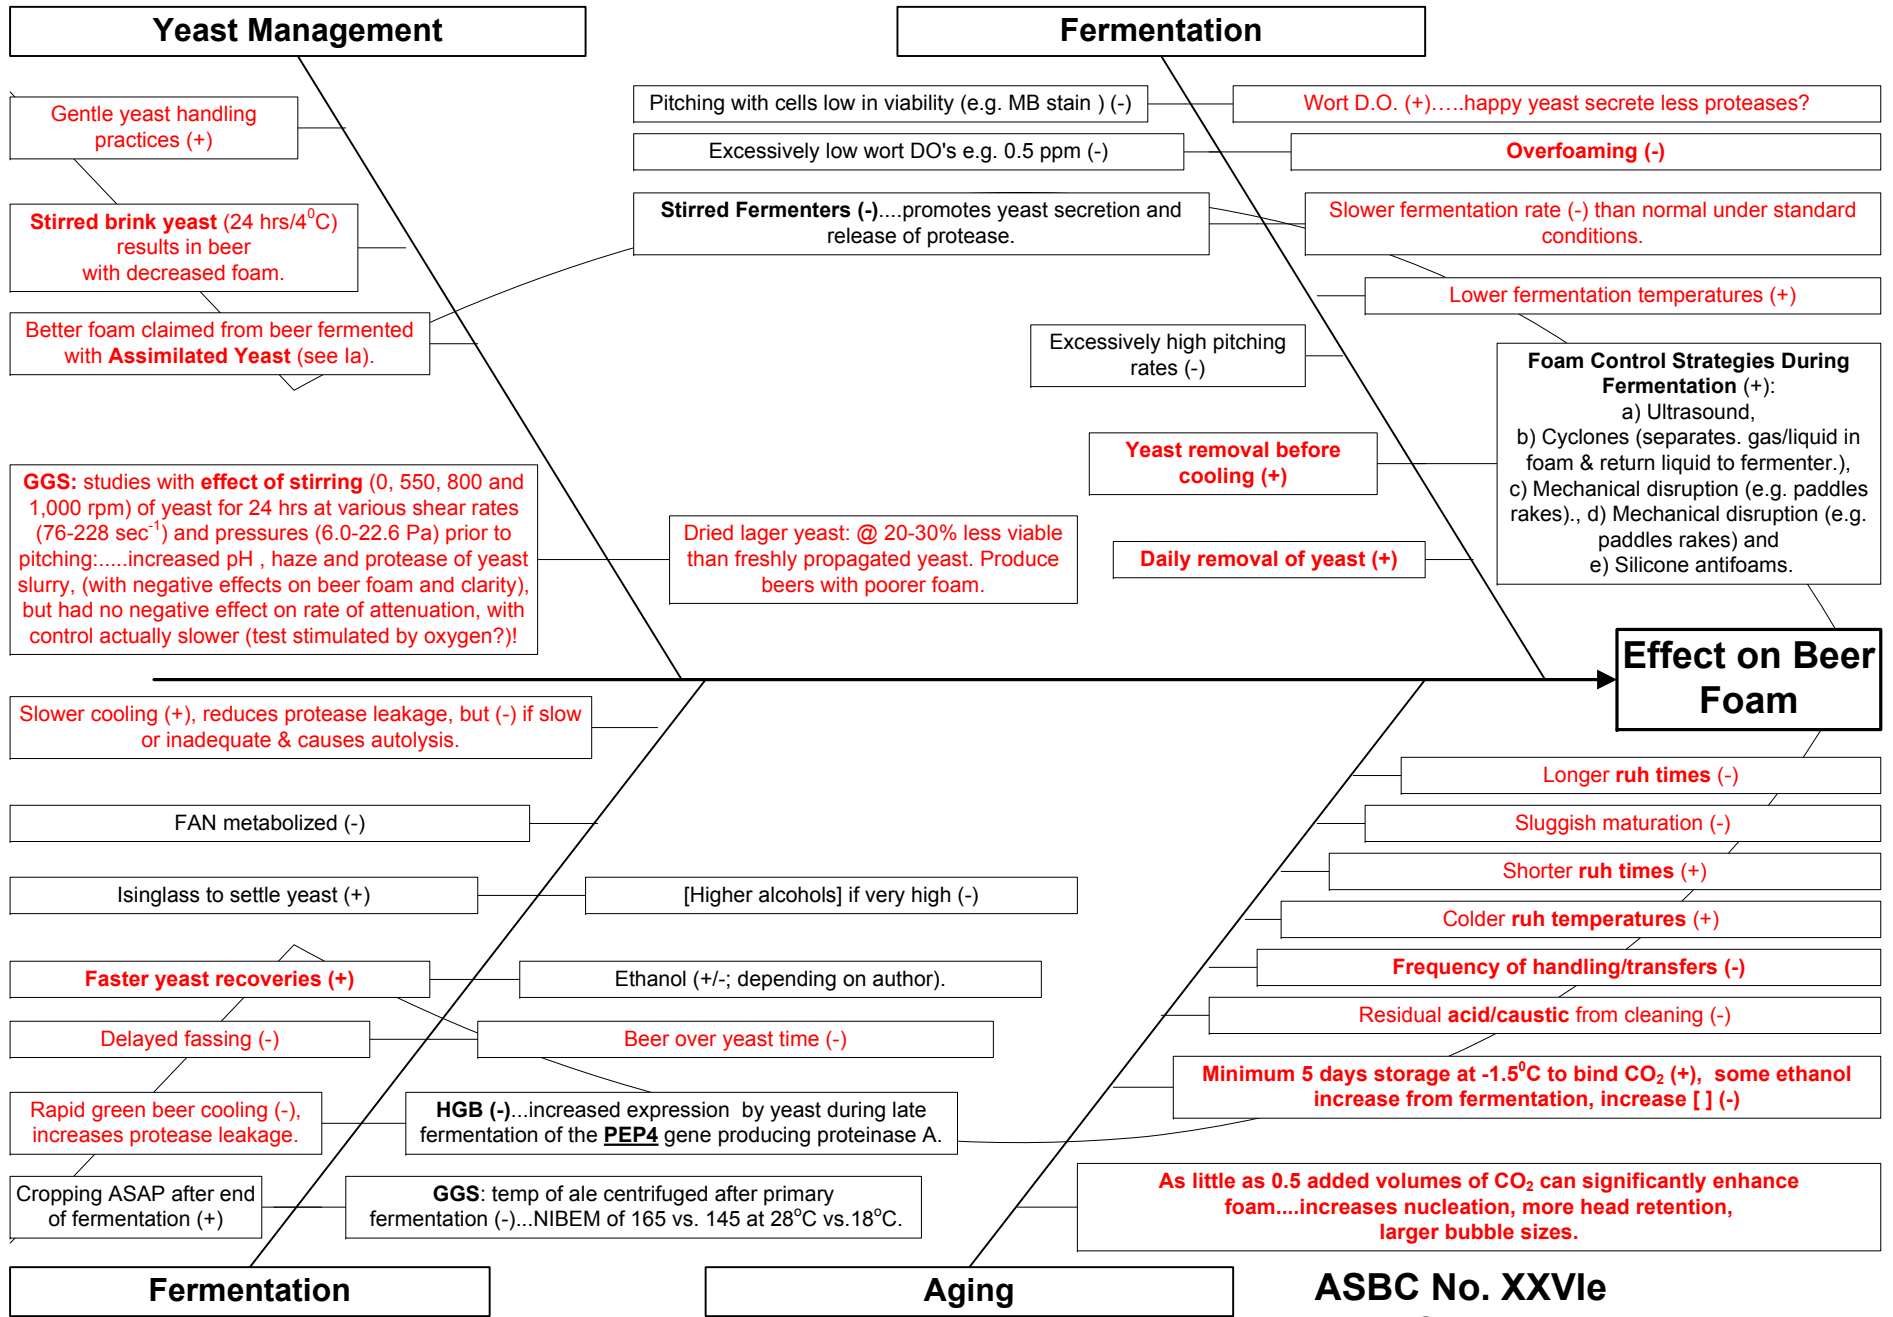 Yeast Management
Fermentation
Gentle yeast handling
practices (+)
Stirred brink yeast (24 hrs/4⁰C)
results in beer
with decreased foam.
Better foam claimed from beer fermented
with Assimilated Yeast (see Ia).
GGS: studies with effect of stirring (0, 550, 800 and
1,000 rpm) of yeast for 24 hrs at various shear rates
(76-228 sec⁻¹) and pressures (6.0-22.6 Pa) prior to
pitching:.....increased pH , haze and protease of yeast
slurry, (with negative effects on beer foam and clarity),
but had no negative effect on rate of attenuation, with
control actually slower (test stimulated by oxygen?)!
Dried lager yeast: @ 20-30% less viable
than freshly propagated yeast. Produce
beers with poorer foam.
Pitching with cells low in viability (e.g. MB stain ) (-)
Wort D.O. (+)…..happy yeast secrete less proteases?
Excessively low wort DO's e.g. 0.5 ppm (-)
Overfoaming (-)
Stirred Fermenters (-)....promotes yeast secretion and
release of protease.
Slower fermentation rate (-) than normal under standard
conditions.
Lower fermentation temperatures (+)
Excessively high pitching
rates (-)
Foam Control Strategies During
Fermentation (+):
a) Ultrasound,
b) Cyclones (separates. gas/liquid in
foam & return liquid to fermenter.),
c) Mechanical disruption (e.g. paddles
rakes)., d) Mechanical disruption (e.g.
paddles rakes) and
e) Silicone antifoams.
Yeast removal before
cooling (+)
Daily removal of yeast (+)
Effect on Beer
Foam
Slower cooling (+), reduces protease leakage, but (-) if slow
or inadequate & causes autolysis.
FAN metabolized (-)
Isinglass to settle yeast (+)
[Higher alcohols] if very high (-)
Faster yeast recoveries (+)
Ethanol (+/-; depending on author).
Delayed fassing (-)
Beer over yeast time (-)
Rapid green beer cooling (-),
increases protease leakage.
HGB (-)...increased expression by yeast during late
fermentation of the PEP4 gene producing proteinase A.
Cropping ASAP after end
of fermentation (+)
GGS: temp of ale centrifuged after primary
fermentation (-)...NIBEM of 165 vs. 145 at 28°C vs.18°C.
Longer ruh times (-)
Sluggish maturation (-)
Shorter ruh times (+)
Colder ruh temperatures (+)
Frequency of handling/transfers (-)
Residual acid/caustic from cleaning (-)
Minimum 5 days storage at -1.5⁰C to bind CO₂ (+), some ethanol
increase from fermentation, increase [ ] (-)
As little as 0.5 added volumes of CO₂ can significantly enhance
foam....increases nucleation, more head retention,
larger bubble sizes.
Fermentation
Aging
ASBC No. XXVIe